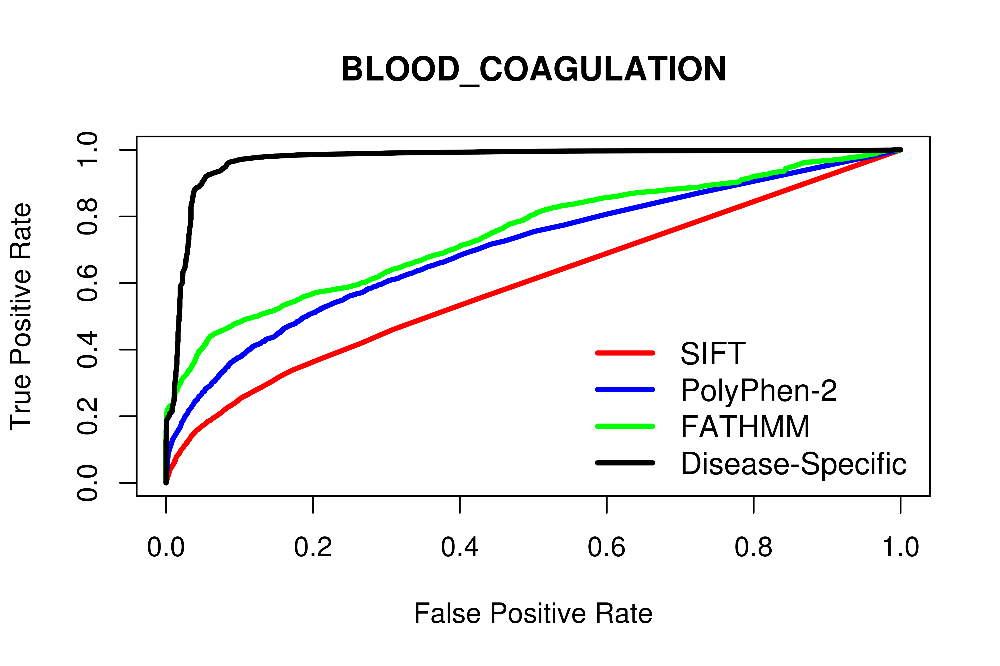 BLOOD_COAGULATION
True Positive Rate
1.0
0.8
0.6
0.4
0.2
0.0
SIFT
PolyPhen-2
FATHMM
Disease-Specific
0.0 0.2 0.4 0.6 0.8 1.0
False Positive Rate